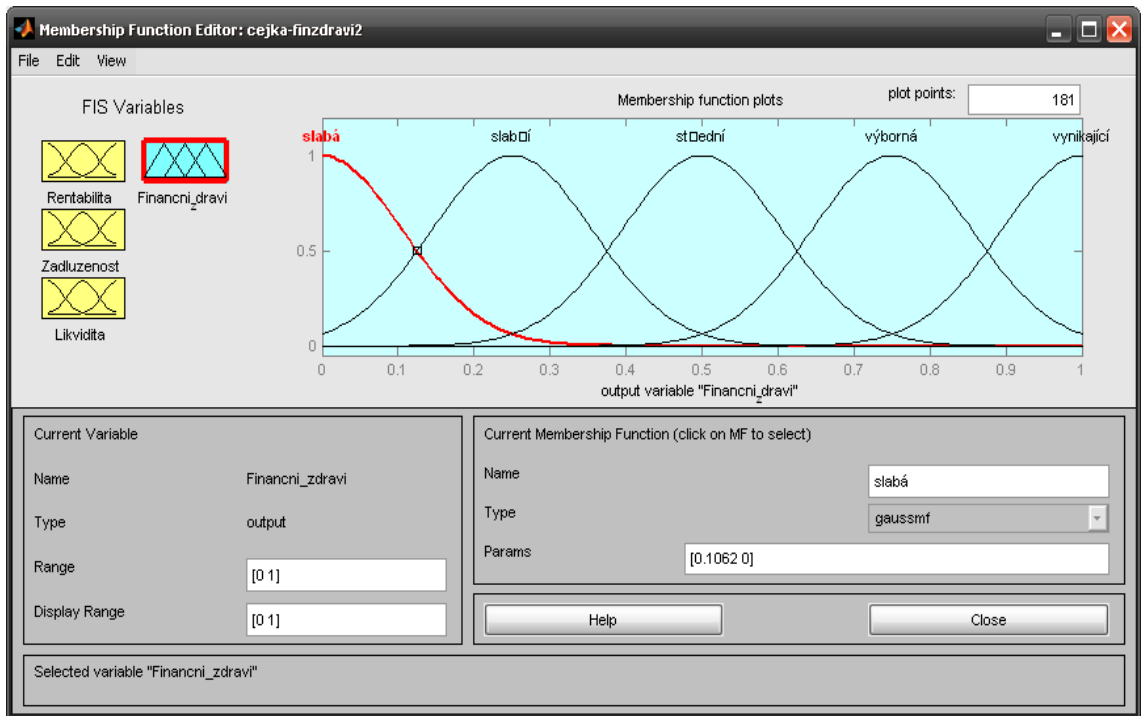 Membership Function Editor: cejka-finzdravi2
File Edit View
FIS Variables
Rentabilita
Financni_zdravi
Zadluzenost
Likvidita
Membership function plots
plot points:
181
slabá
slab□í
st□ední
výborná
vynikající
1
0.5
0
0 0.1 0.2 0.3 0.4 0.5 0.6 0.7 0.8 0.9 1
output variable "Financni_zdravi"
Current Variable
Name Financni_zdravi
Type output
Range [0 1]
Display Range [0 1]
Current Membership Function (click on MF to select)
Name slabá
Type gaussmf
Params [0.1062 0]
Help Close
Selected variable "Financni_zdravi"